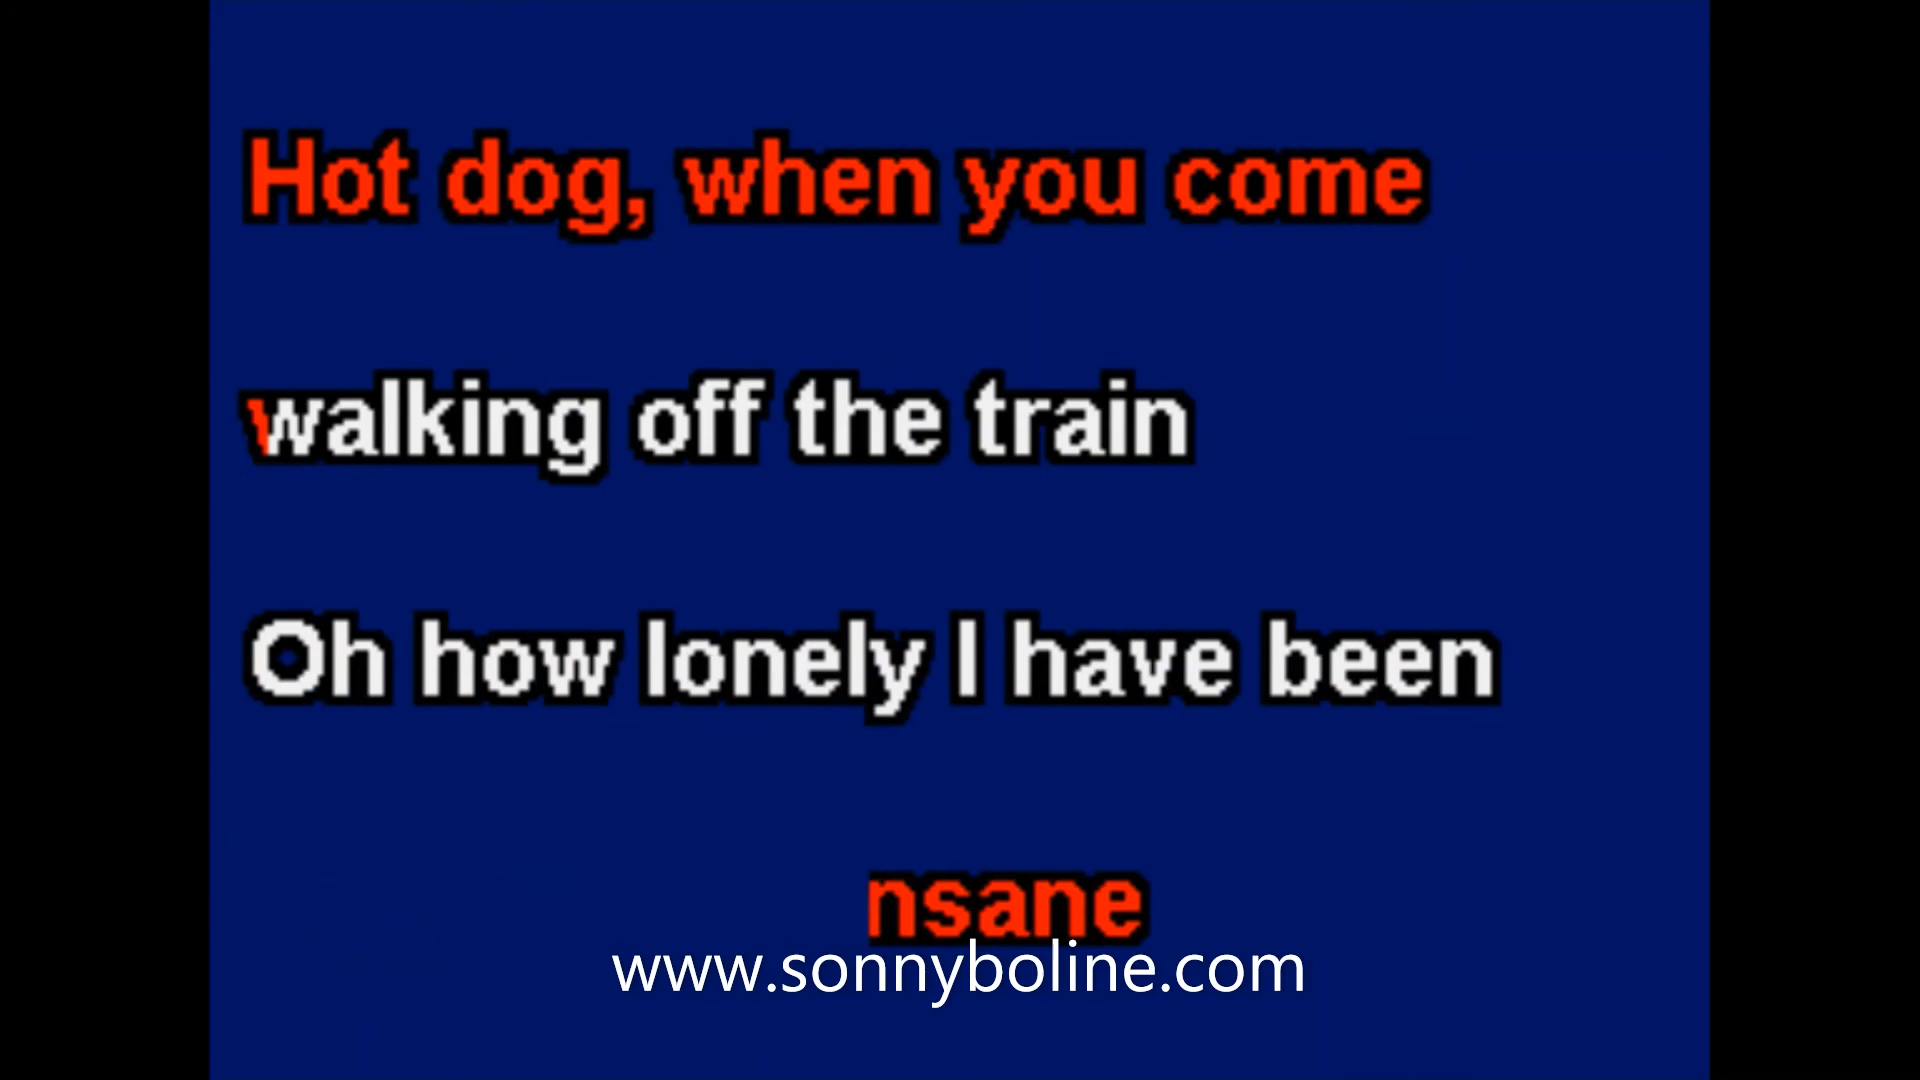 Hot dog, when you come
walking off the train
Oh how lonely I have been
nsane
www.sonnyboline.com